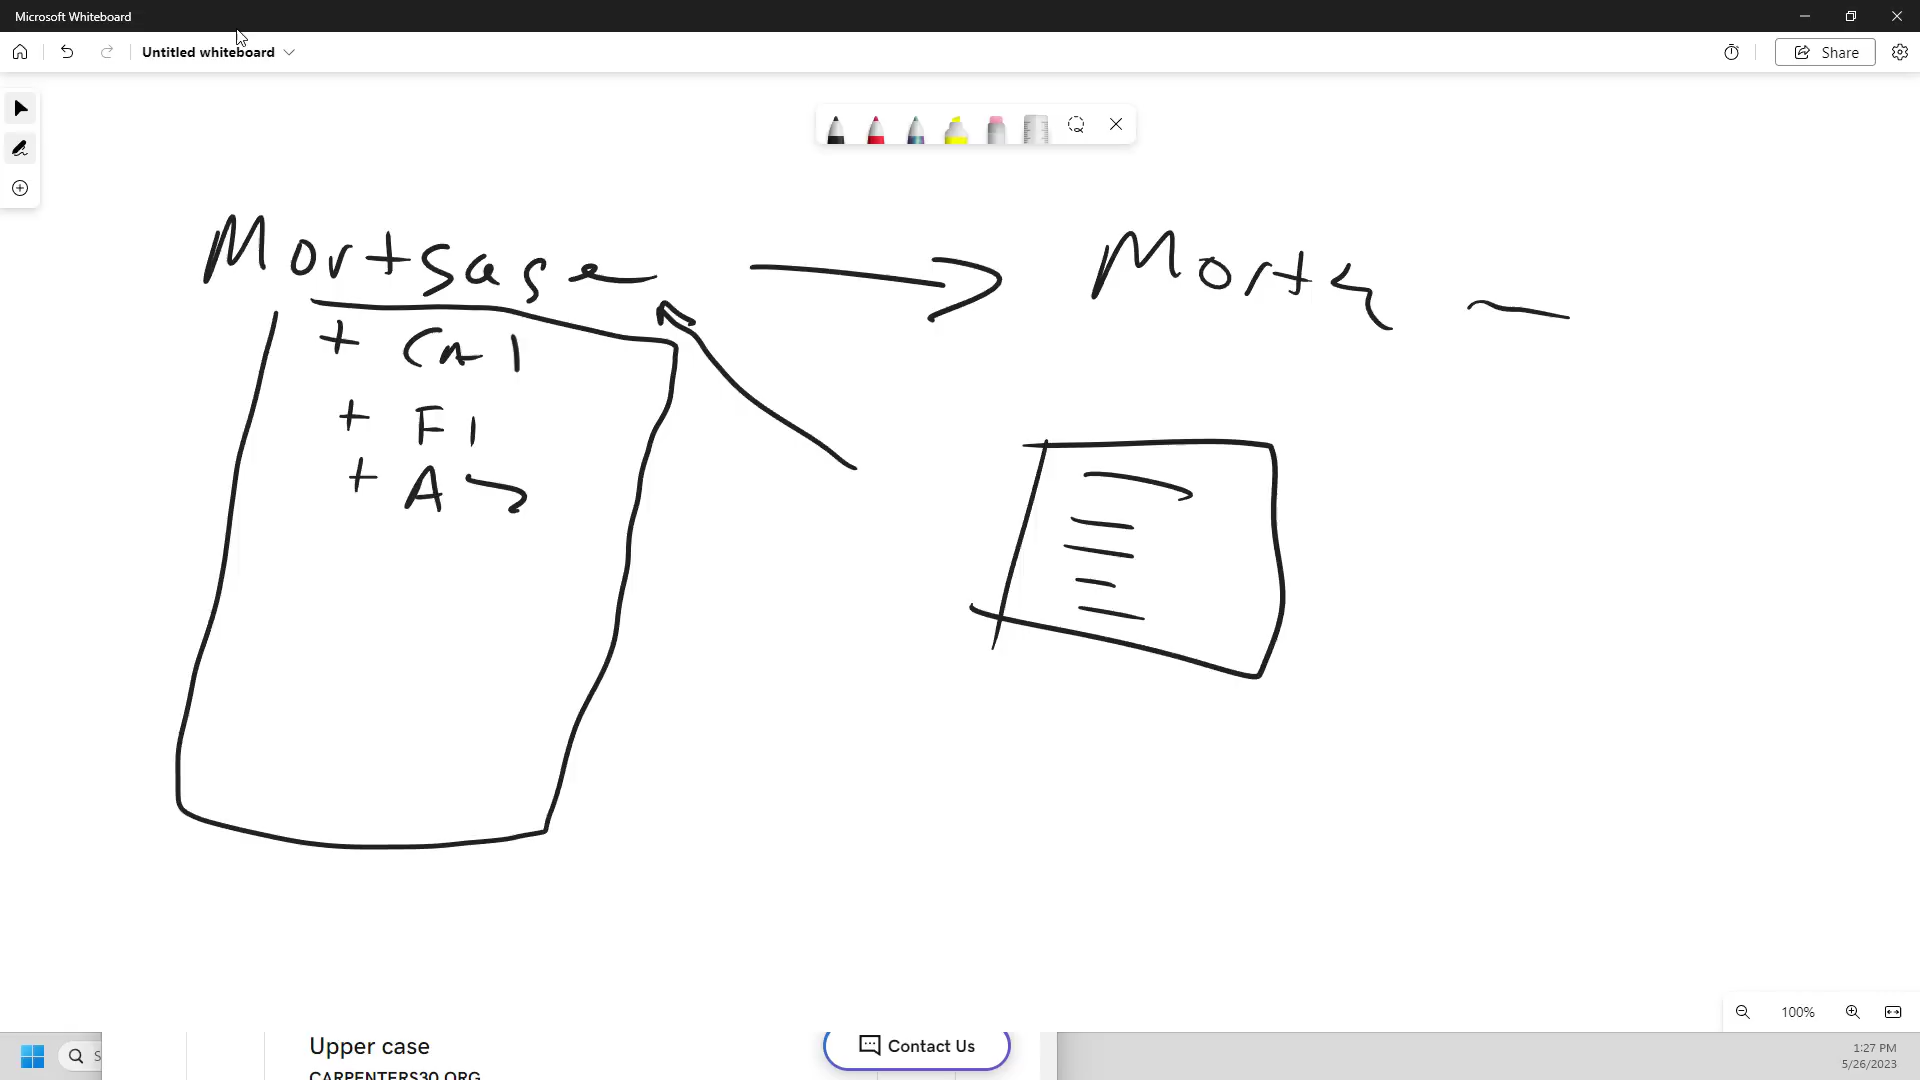 Microsoft Whiteboard
Untitled whiteboard
Share
Mortsase
Mort
+ Cal
+ FI
+ A
100%
Upper case
CARPENTERS30.ORG
Contact Us
S
1:27 PM
5/26/2023